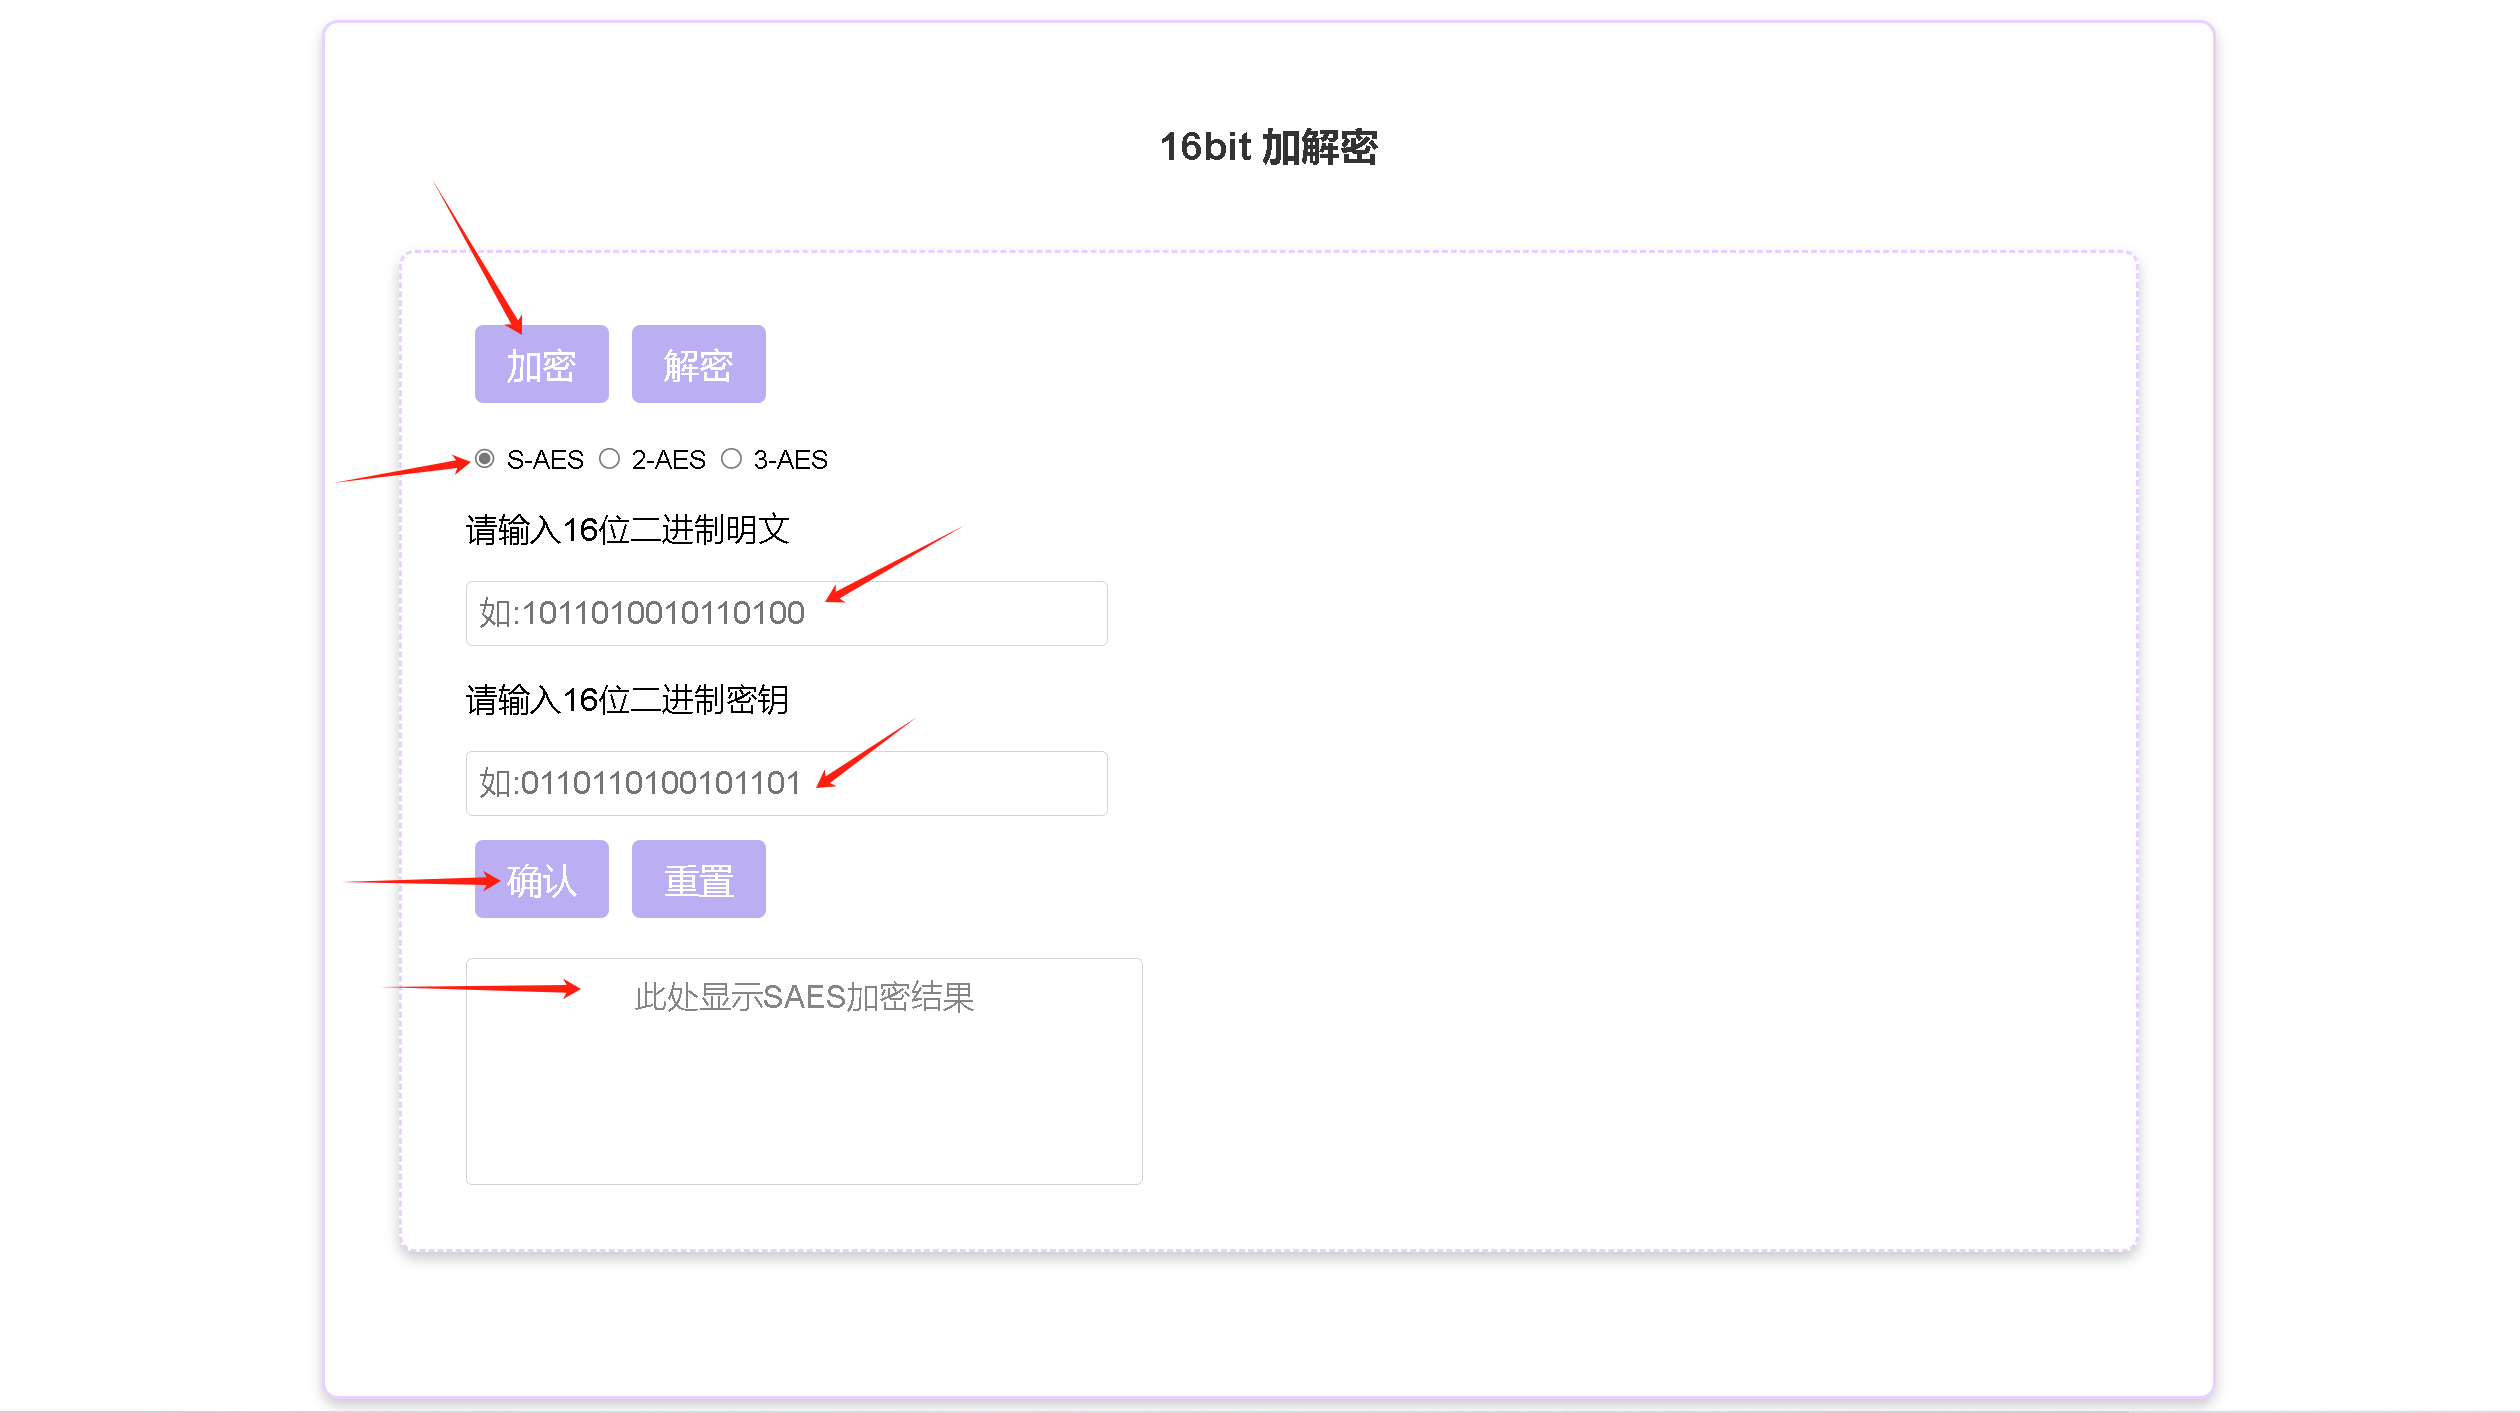 16bit 加解密
加密 解密
S-AES 2-AES 3-AES
请输入16位二进制明文
如:1011010010110100
请输入16位二进制密钥
如:0110110100101101
确认 重置
此处显示SAES加密结果